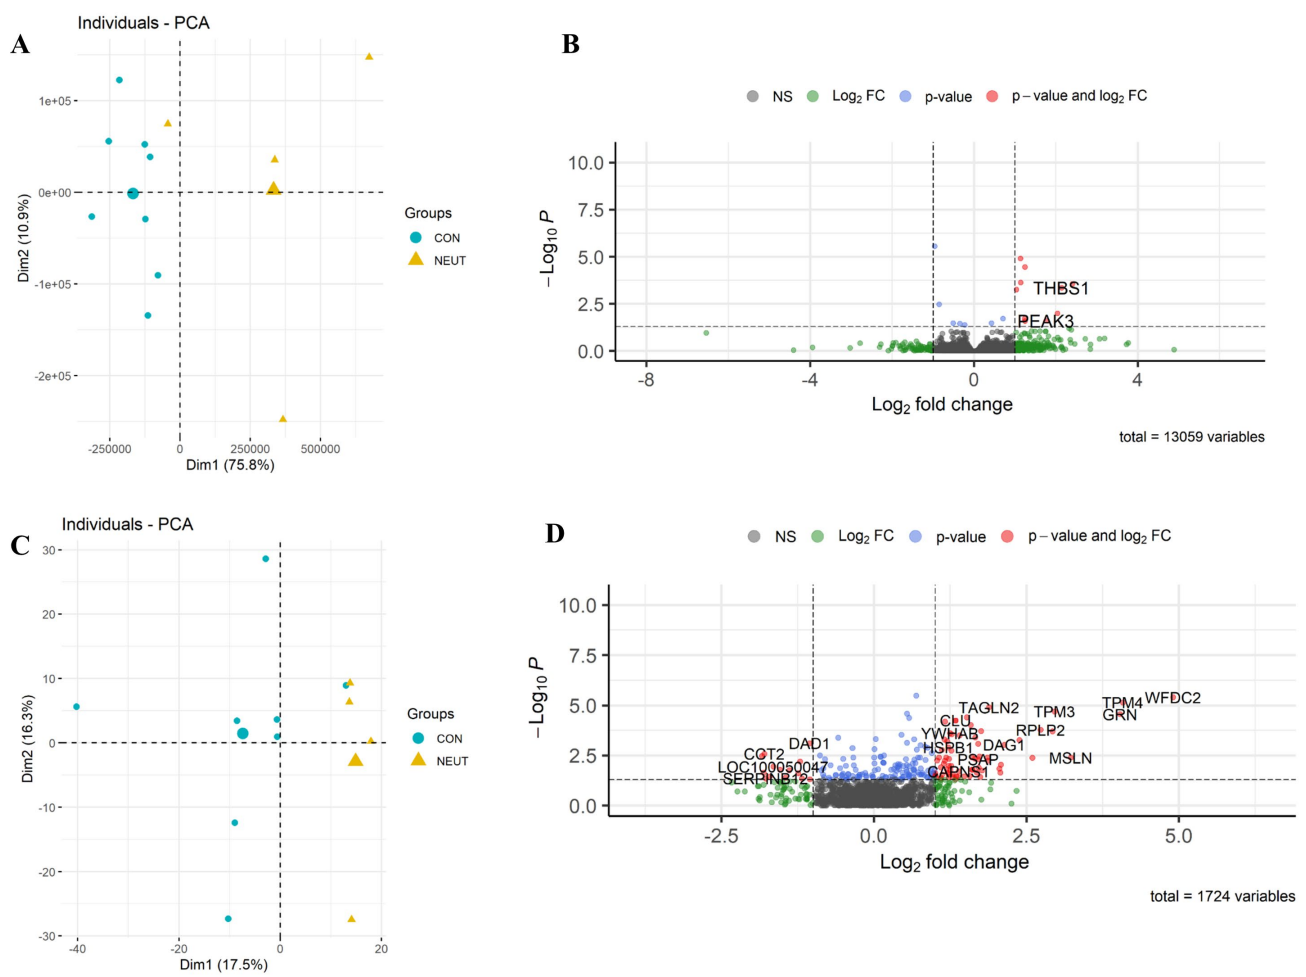 A
Individuals - PCA
1e+05
0e+00
-1e+05
-2e+05
Dim2 (10.9%)
-250000 0 250000 500000
Dim1 (75.8%)
Groups
CON
NEUT
B
NS Log2 FC p-value p – value and log2 FC
10.0
7.5
5.0
2.5
0.0
−Log10 P
THBS1
PEAK3
-8 -4 0 4
Log2 fold change
total = 13059 variables
C
Individuals - PCA
30
20
10
0
-10
-20
-30
Dim2 (16.3%)
-40 -20 0 20
Dim1 (17.5%)
Groups
CON
NEUT
D
NS Log2 FC p-value p – value and log2 FC
10.0
7.5
5.0
2.5
0.0
−Log10 P
WFDC2
TPM4
TAGLN2
TPM3
GRN
CLU
RPLP2
YWHAB
DAD1
HSPB1
DAG1
CCT2
PSAP
MSLN
LOC100050047
CAPNS1
SERPINB12
-2.5 0.0 2.5 5.0
Log2 fold change
total = 1724 variables